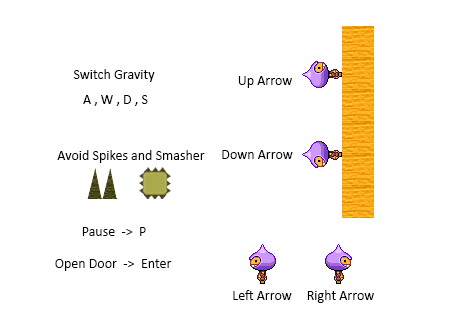 Switch Gravity
A , W , D , S
Up Arrow
Avoid Spikes and Smasher
Down Arrow
Pause -> P
Open Door -> Enter
Left Arrow
Right Arrow